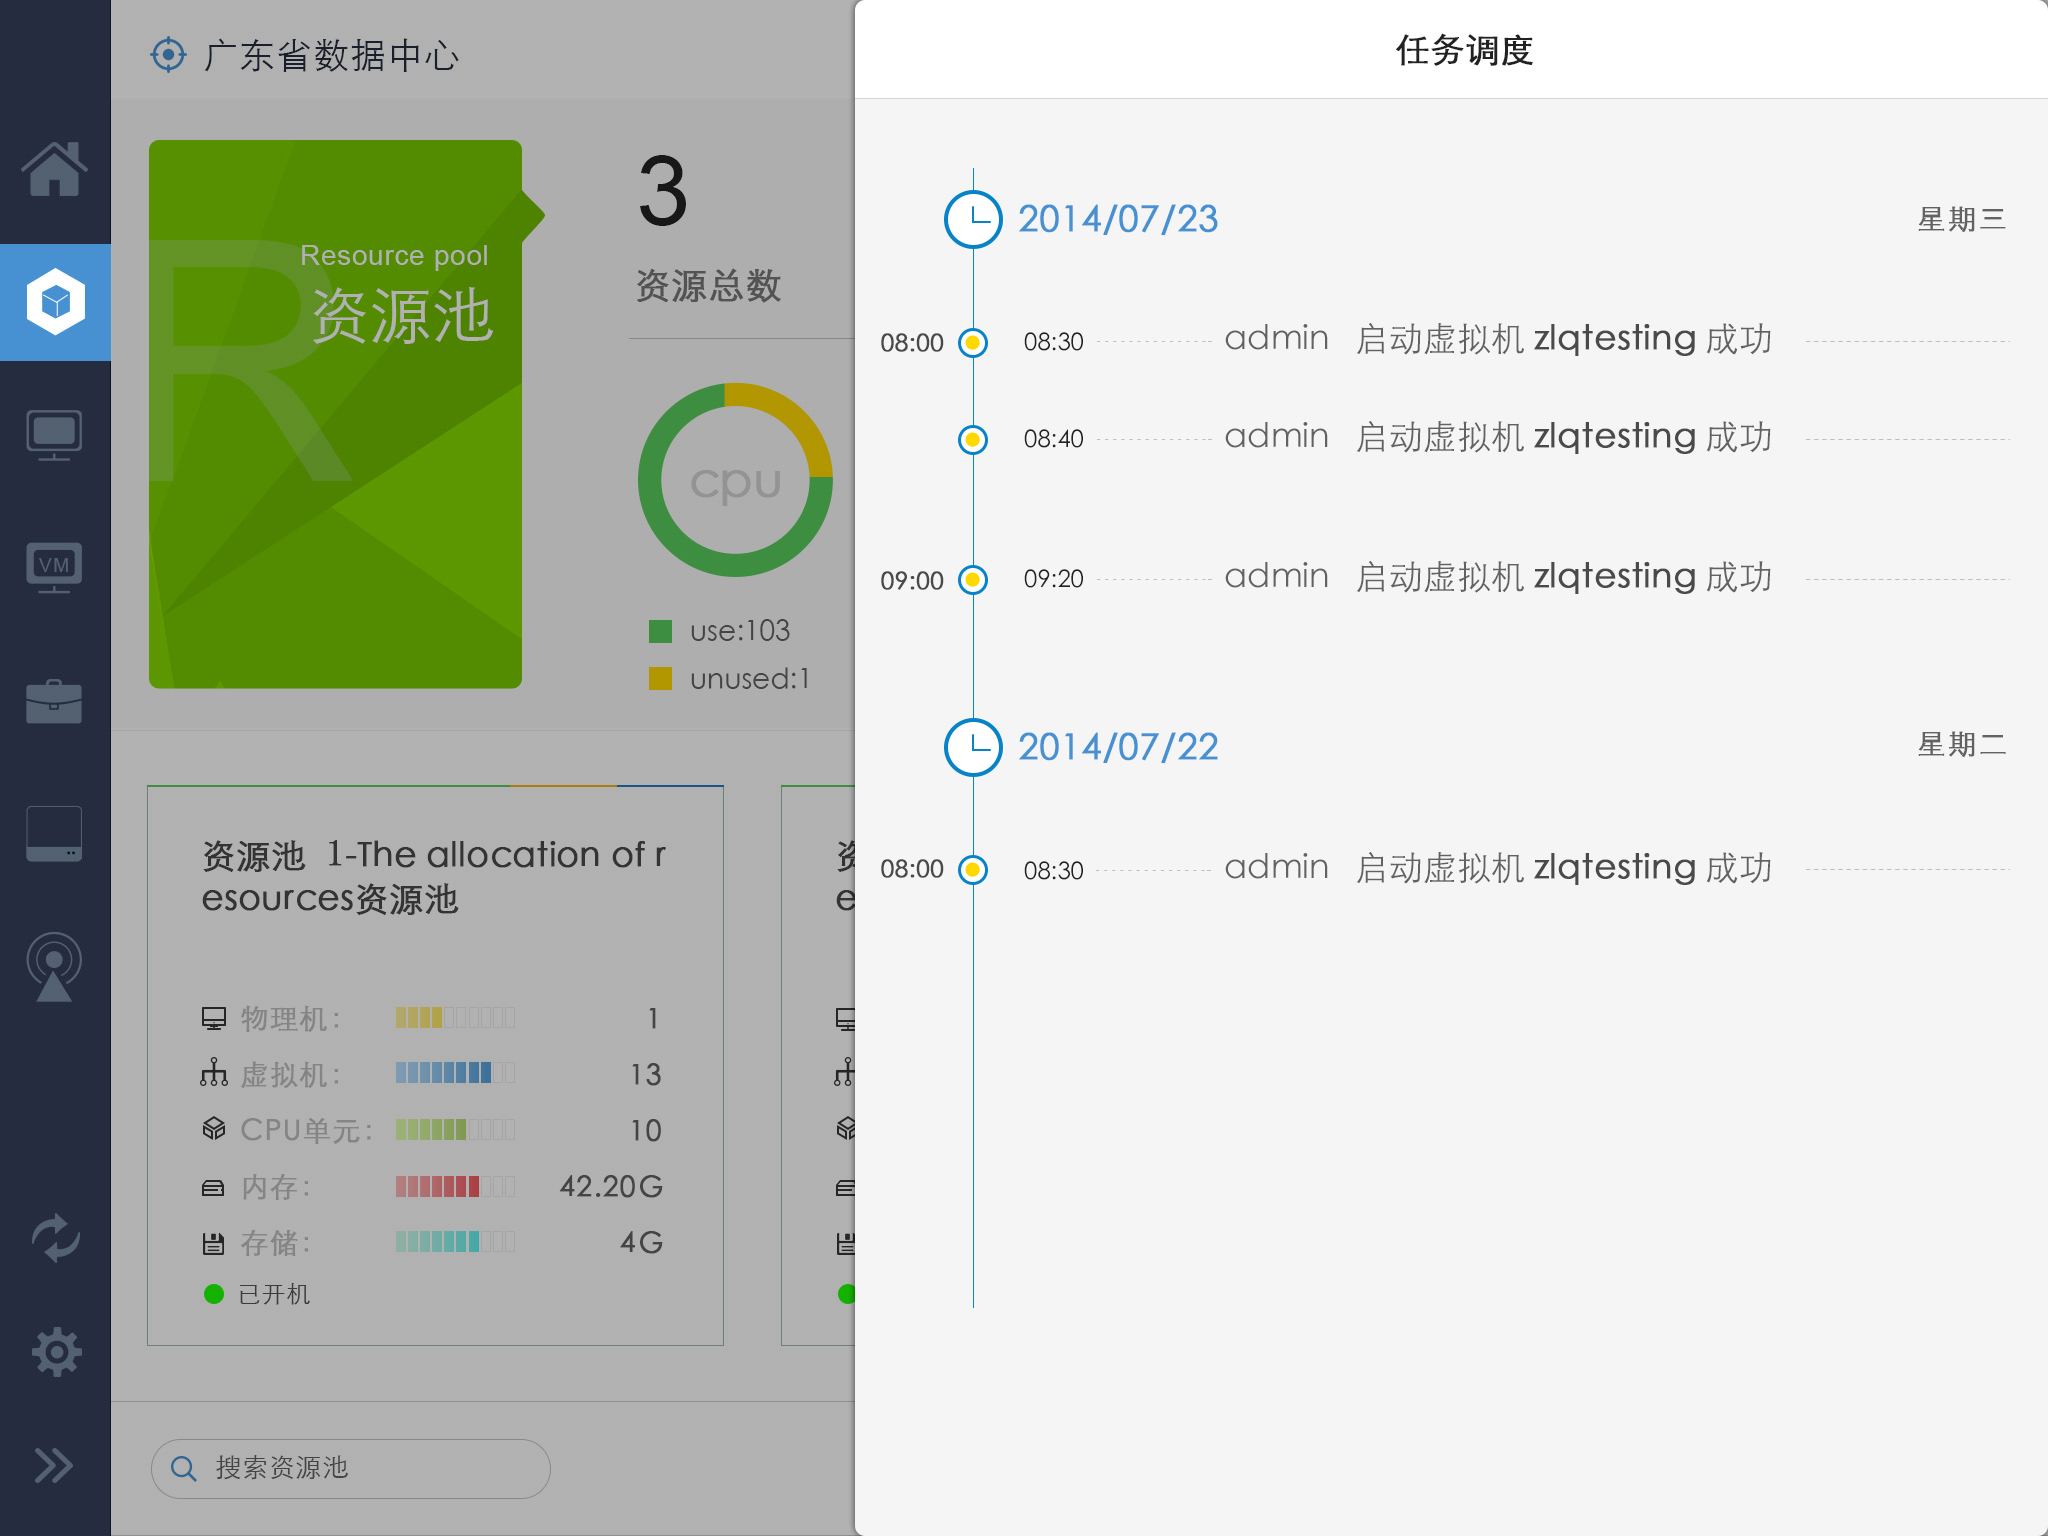 广东省数据中心
R
Resource pool
资源池
3
资源总数
cpu
use:103
unused:1
VM
资源池 1-The allocation of r
esources资源池
物理机： 1
虚拟机： 13
CPU单元： 10
内存： 42.20G
存储： 4G
已开机
资
e
搜索资源池
任务调度
2014/07/23 星期三
08:00 08:30 admin 启动虚拟机 zlqtesting 成功
08:40 admin 启动虚拟机 zlqtesting 成功
09:00 09:20 admin 启动虚拟机 zlqtesting 成功
2014/07/22 星期二
08:00 08:30 admin 启动虚拟机 zlqtesting 成功